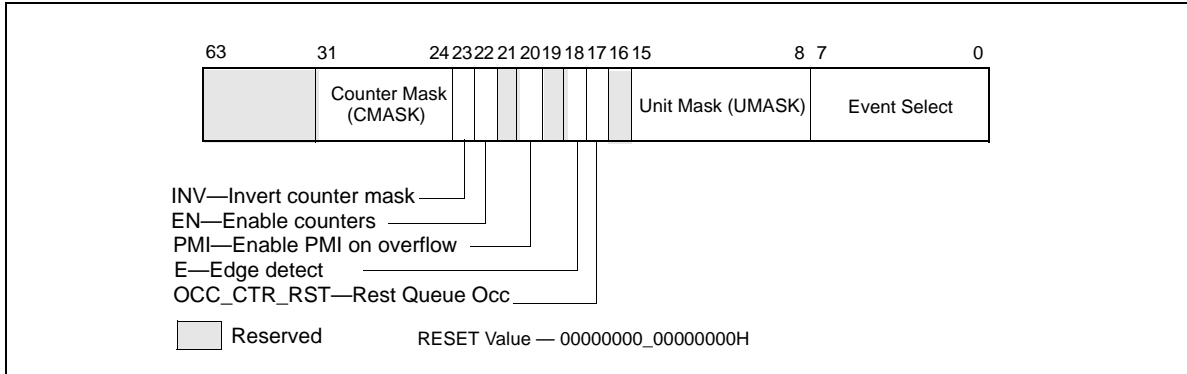 63 31 24 23 22 21 20 19 18 17 16 15 8 7 0
Counter Mask
(CMASK)
Unit Mask (UMASK)
Event Select
INV—Invert counter mask
EN—Enable counters
PMI—Enable PMI on overflow
E—Edge detect
OCC_CTR_RST—Rest Queue Occ
Reserved
RESET Value — 00000000_00000000H